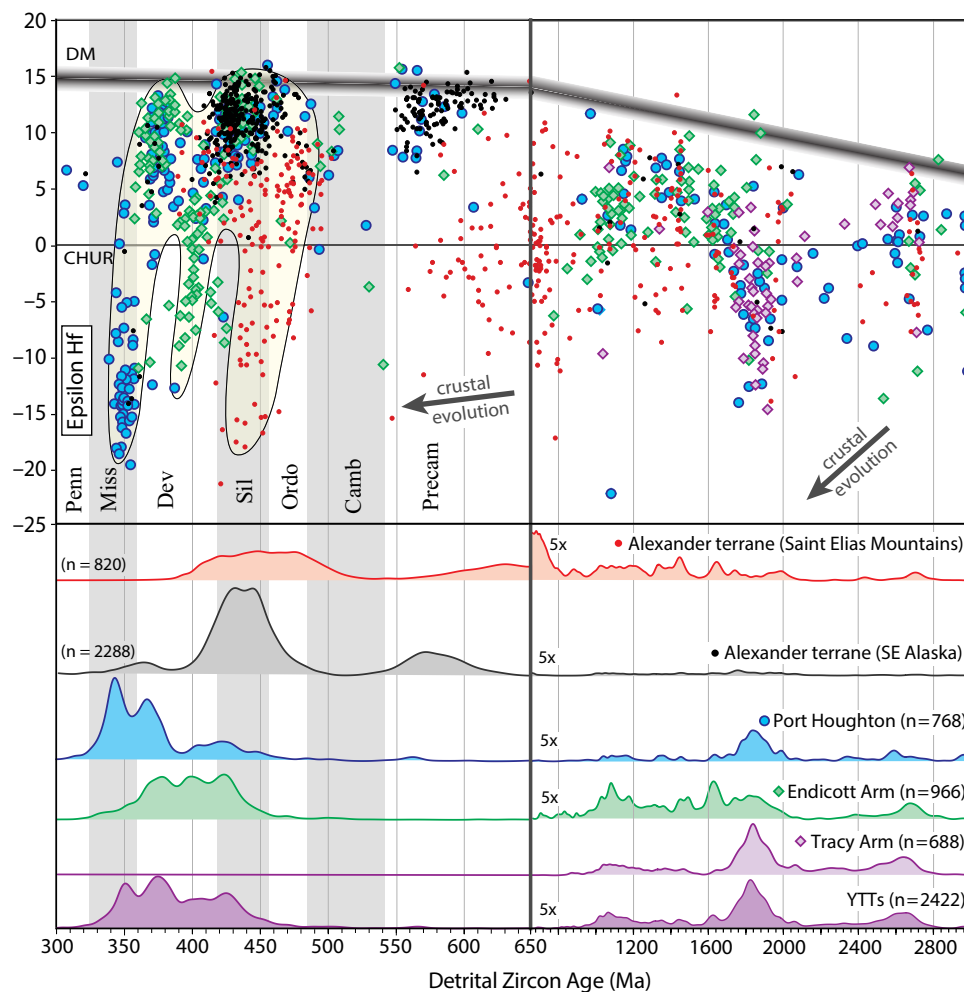 20
15
10
5
0
−5
−10
−15
−20
−25
DM
CHUR
Epsilon Hf
crustal
evolution
crustal
evolution
Penn
Miss
Dev
Sil
Ordo
Camb
Precam
(n = 820)
5x
Alexander terrane (Saint Elias Mountains)
(n = 2288)
5x
Alexander terrane (SE Alaska)
5x
Port Houghton (n=768)
5x
Endicott Arm (n=966)
Tracy Arm (n=688)
5x
YTTs (n=2422)
300 350 400 450 500 550 600 650 1200 1600 2000 2400 2800
Detrital Zircon Age (Ma)